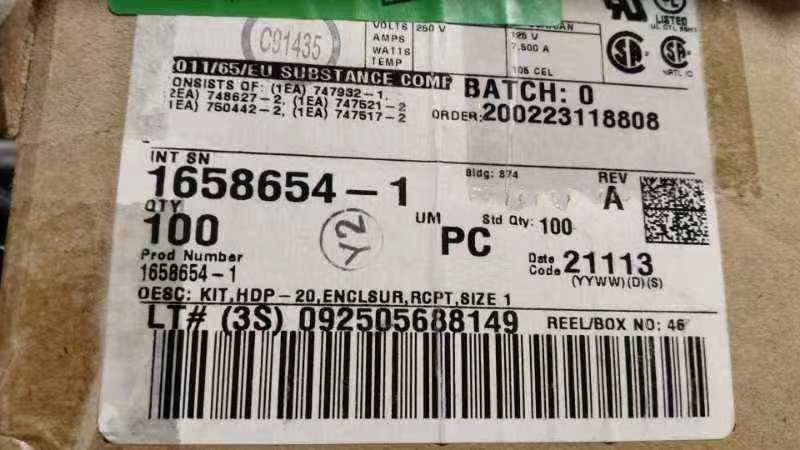 C91435
VOLTS 250 V
AMPS
WATTS
TEMP
125 V
7.500 A
105 CEL
LISTED
011/65/EU SUBSTANCE COMP
ONSISTS OF: (1EA) 747932-1,
2EA) 748627-2, (1EA) 747521-2
1EA) 750442-2, (1EA) 747517-2
BATCH: 0
ORDER: 200223118808
INT SN
1658654-1
Bldg: 874
REV
A
QTY
100
Y2
UM
PC
Std Qty: 100
Prod Number
1658654-1
Date
Code 21113
(YYWW)(D)(S)
DESC: KIT,HDP-20,ENCLSUR,RCPT,SIZE 1
LT# (3S) 092505688149
REEL/BOX NO: 46